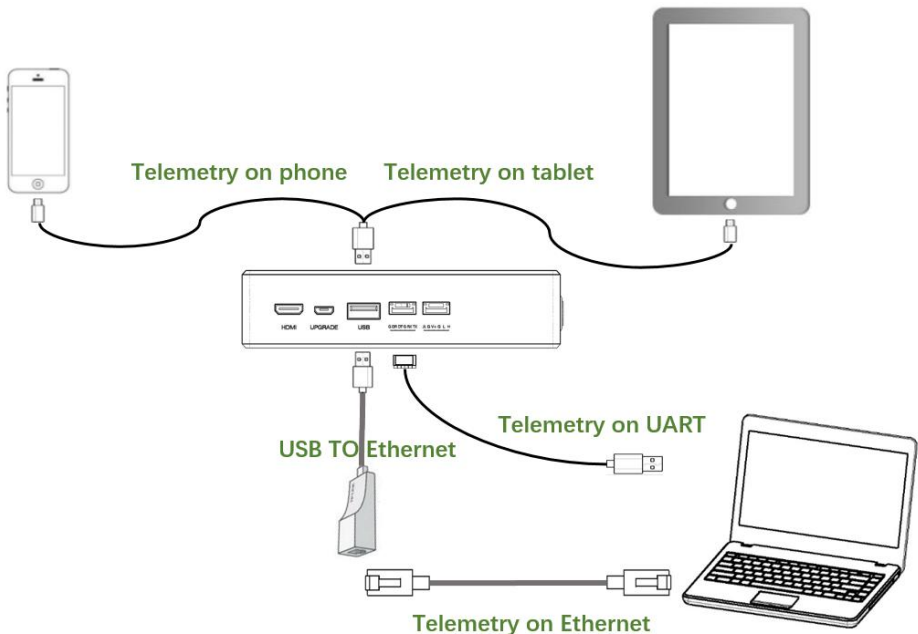 Telemetry on phone
Telemetry on tablet
HDMI
UPGRADE
USB
Telemetry on UART
USB TO Ethernet
Telemetry on Ethernet